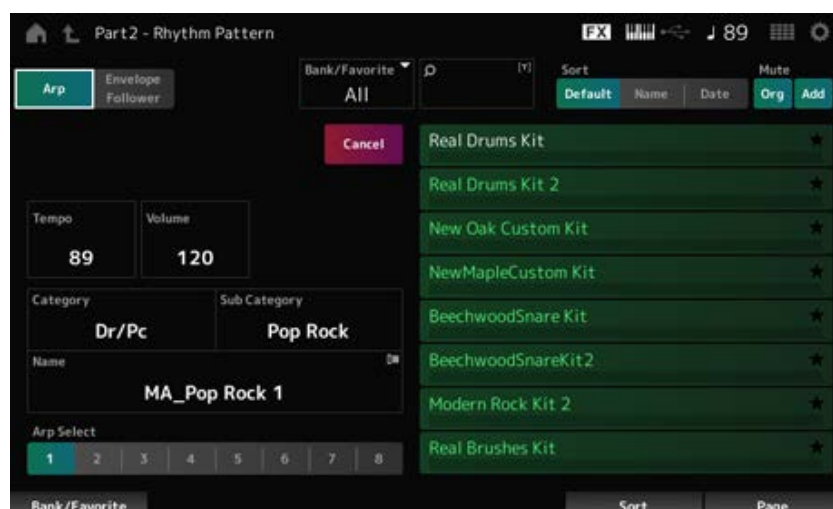 Part2 - Rhythm Pattern
FX
♩ 89
Arp
Envelope
Follower
Bank/Favorite
All
[Y]
Sort
Default Name Date
Mute
Org Add
Cancel
Tempo
89
Volume
120
Category
Dr/Pc
Sub Category
Pop Rock
Name
MA_Pop Rock 1
Arp Select
1 2 3 4 5 6 7 8
Real Drums Kit
Real Drums Kit 2
New Oak Custom Kit
NewMapleCustom Kit
BeechwoodSnare Kit
BeechwoodSnareKit2
Modern Rock Kit 2
Real Brushes Kit
Bank/Favorite
Sort
Page